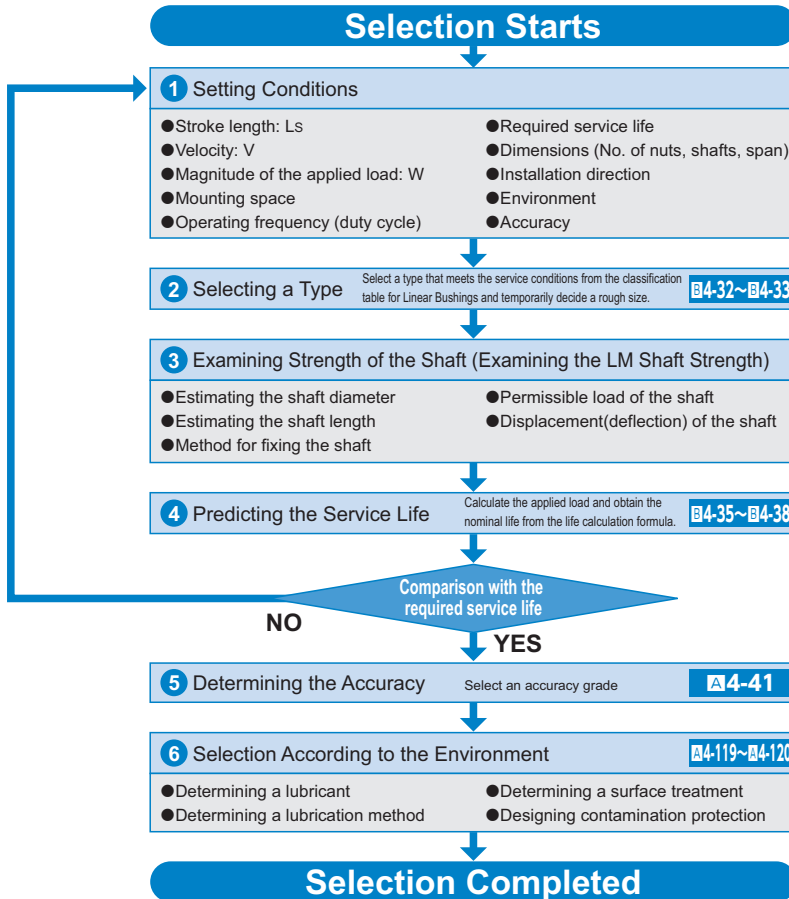 Selection Starts
1 Setting Conditions
●Stroke length: Ls
●Velocity: V
●Magnitude of the applied load: W
●Mounting space
●Operating frequency (duty cycle)
●Required service life
●Dimensions (No. of nuts, shafts, span)
●Installation direction
●Environment
●Accuracy
2 Selecting a Type
Select a type that meets the service conditions from the classification
table for Linear Bushings and temporarily decide a rough size.
B4-32~B4-33
3 Examining Strength of the Shaft (Examining the LM Shaft Strength)
●Estimating the shaft diameter
●Estimating the shaft length
●Method for fixing the shaft
●Permissible load of the shaft
●Displacement(deflection) of the shaft
4 Predicting the Service Life
Calculate the applied load and obtain the
nominal life from the life calculation formula.
B4-35~B4-38
Comparison with the
required service life
NO
YES
5 Determining the Accuracy
Select an accuracy grade
A4-41
6 Selection According to the Environment
A4-119~A4-120
●Determining a lubricant
●Determining a lubrication method
●Determining a surface treatment
●Designing contamination protection
Selection Completed